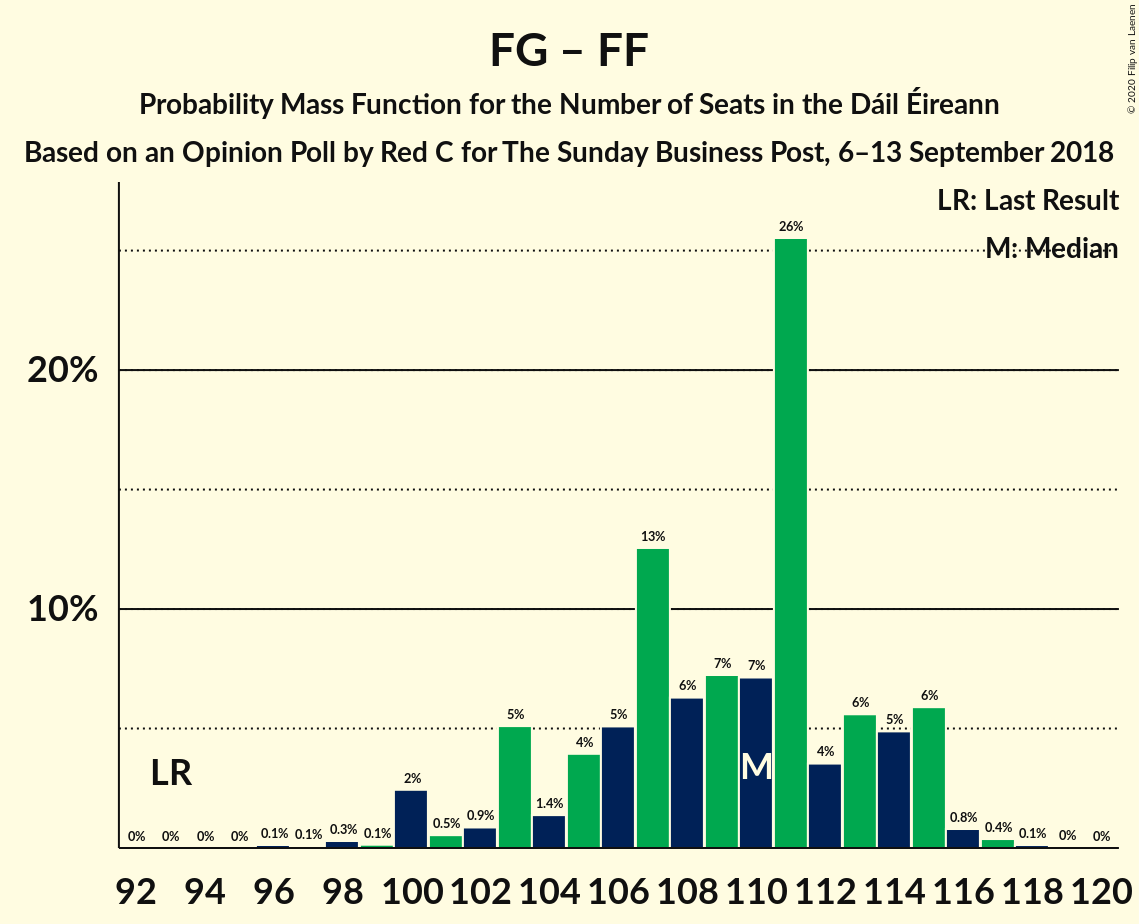 FG – FF
Probability Mass Function for the Number of Seats in the Dáil Éireann
Based on an Opinion Poll by Red C for The Sunday Business Post, 6–13 September 2018
© 2020 Filip van Laenen
LR: Last Result
M: Median
20%
10%
0% 0% 0% 0% 0.1% 0.1% 0.3% 0.1% 2% 0.5% 0.9% 5% 1.4% 4% 5% 13% 6% 7% 7% 26% 4% 6% 5% 6% 0.8% 0.4% 0.1% 0% 0%
LR
M
92 94 96 98 100 102 104 106 108 110 112 114 116 118 120